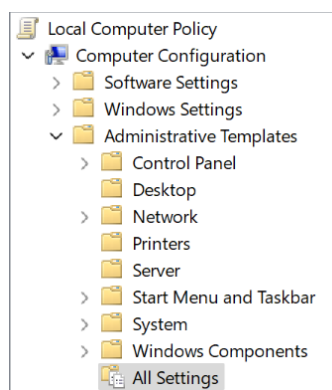 Local Computer Policy
Computer Configuration
Software Settings
Windows Settings
Administrative Templates
Control Panel
Desktop
Network
Printers
Server
Start Menu and Taskbar
System
Windows Components
All Settings